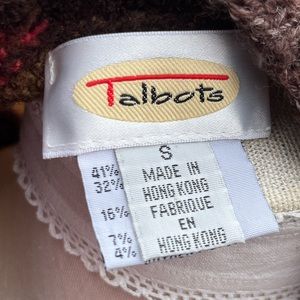 Talbots
S
MADE IN
HONG KONG
FABRIQUE
EN
HONG KONG
41%
32%
16%
7%
4%